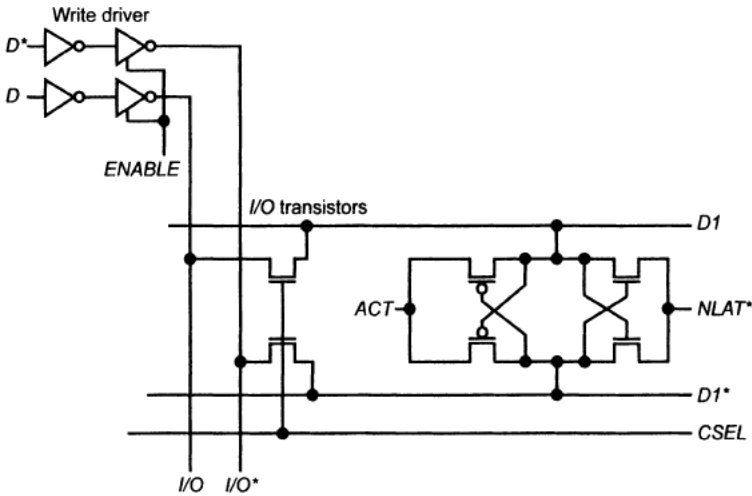 Write driver
D*
D
ENABLE
I/O transistors
D1
ACT
NLAT*
D1*
CSEL
I/O
I/O*